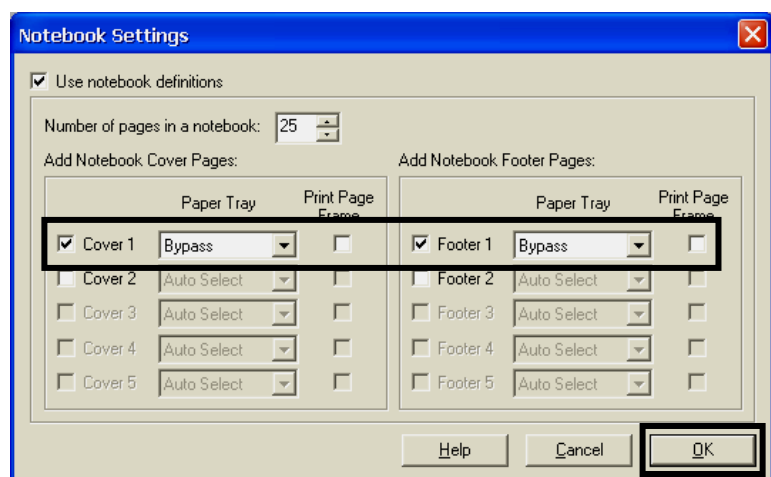 Notebook Settings
Use notebook definitions
Number of pages in a notebook: 25
Add Notebook Cover Pages: Add Notebook Footer Pages:
Paper Tray Print Page Frame Paper Tray Print Page Frame
Cover 1 Bypass Footer 1 Bypass
Cover 2 Auto Select Footer 2 Auto Select
Cover 3 Auto Select Footer 3 Auto Select
Cover 4 Auto Select Footer 4 Auto Select
Cover 5 Auto Select Footer 5 Auto Select
Help Cancel OK